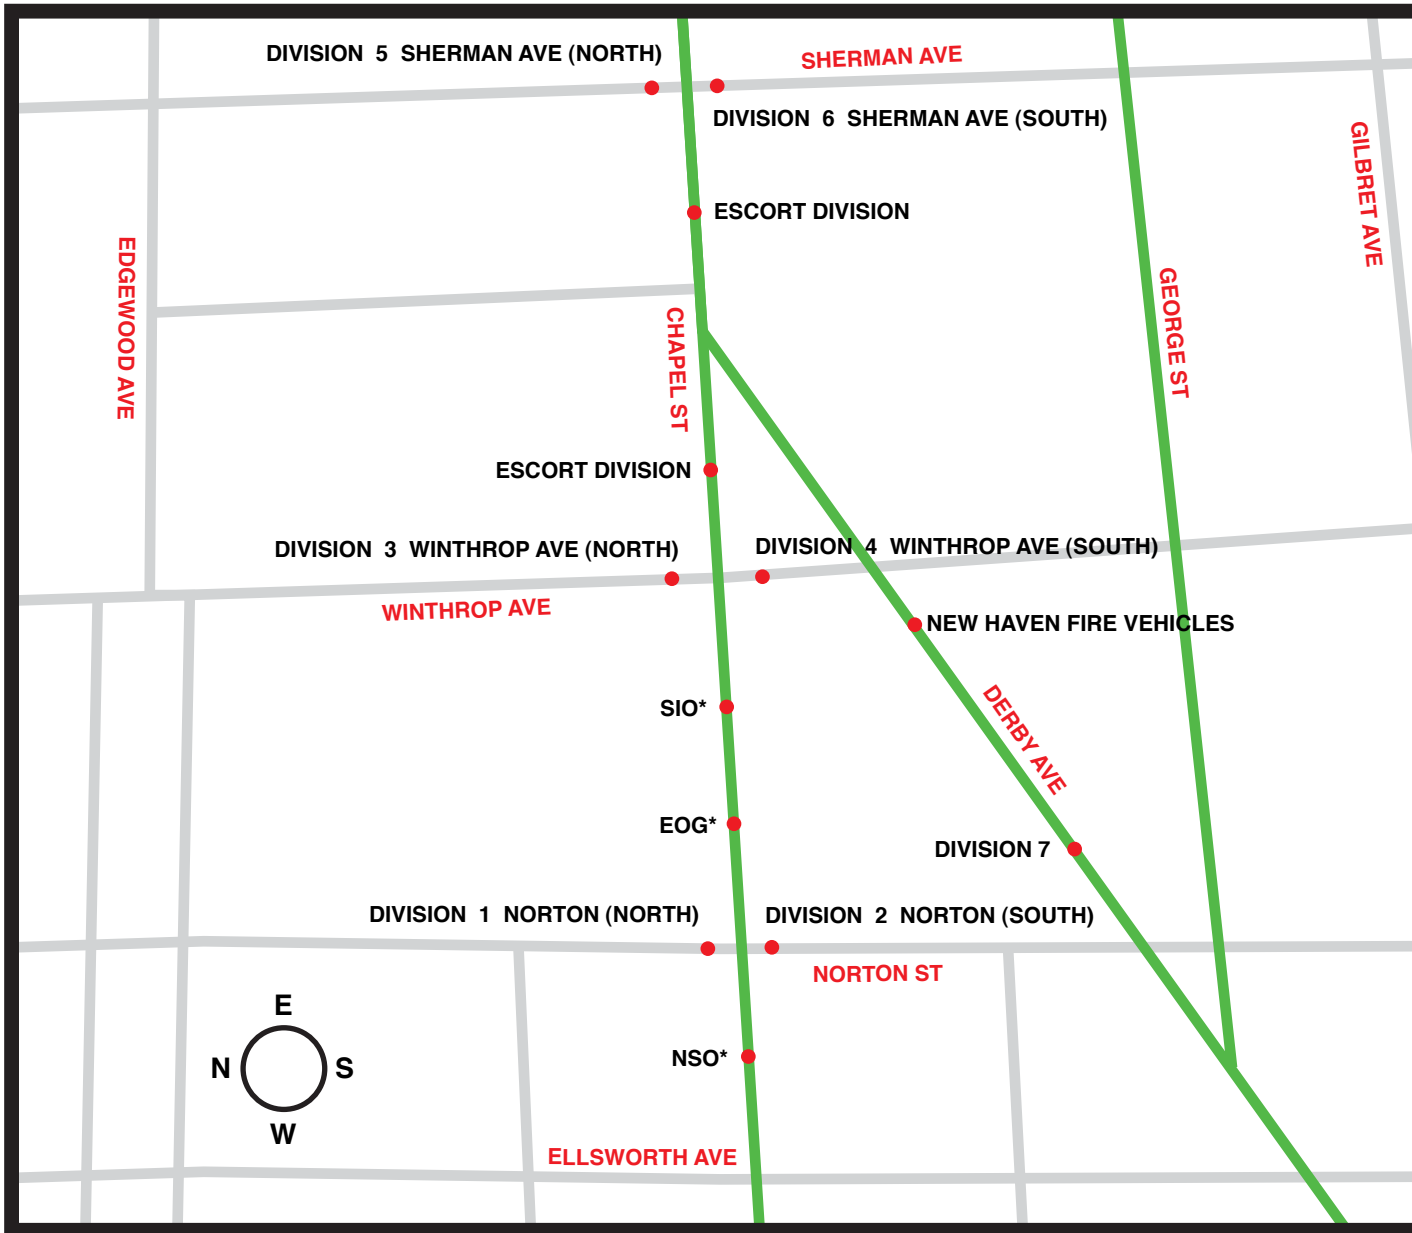 DIVISION 5 SHERMAN AVE (NORTH)
SHERMAN AVE
DIVISION 6 SHERMAN AVE (SOUTH)
GILBRET AVE
ESCORT DIVISION
EDGEWOOD AVE
GEORGE ST
CHAPEL ST
ESCORT DIVISION
DIVISION 3 WINTHROP AVE (NORTH)
DIVISION 4 WINTHROP AVE (SOUTH)
WINTHROP AVE
NEW HAVEN FIRE VEHICLES
SIO*
DERBY AVE
EOG*
DIVISION 7
DIVISION 1 NORTON (NORTH)
DIVISION 2 NORTON (SOUTH)
NORTON ST
E
N
S
W
NSO*
ELLSWORTH AVE